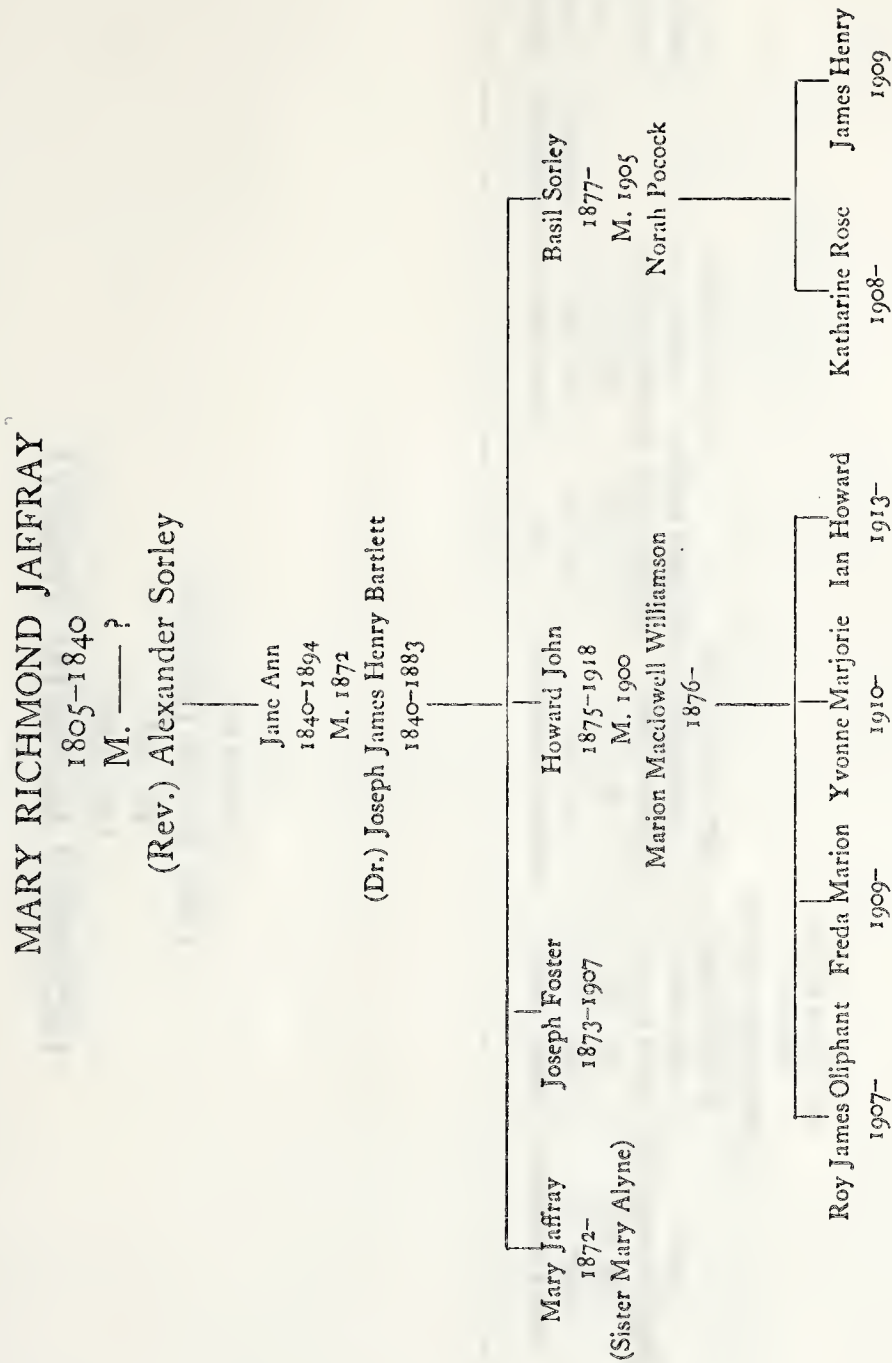 MARY RICHMOND JAFFRAY
1805–1840
M. —— ?
(Rev.) Alexander Sorley
Jane Ann
1840–1894
M. 1872
(Dr.) Joseph James Henry Bartlett
1840–1883
Mary Jaffray
1872–
(Sister Mary Alyne)
Joseph Foster
1873–1907
Howard John
1875–1918
M. 1900
Marion Macdowell Williamson
1876–
Basil Sorley
1877–
M. 1905
Norah Pocock
Roy James Oliphant
1907–
Freda Marion
1909–
Yvonne Marjorie
1910–
Ian Howard
1913–
Katharine Rose
1908–
James Henry
1909